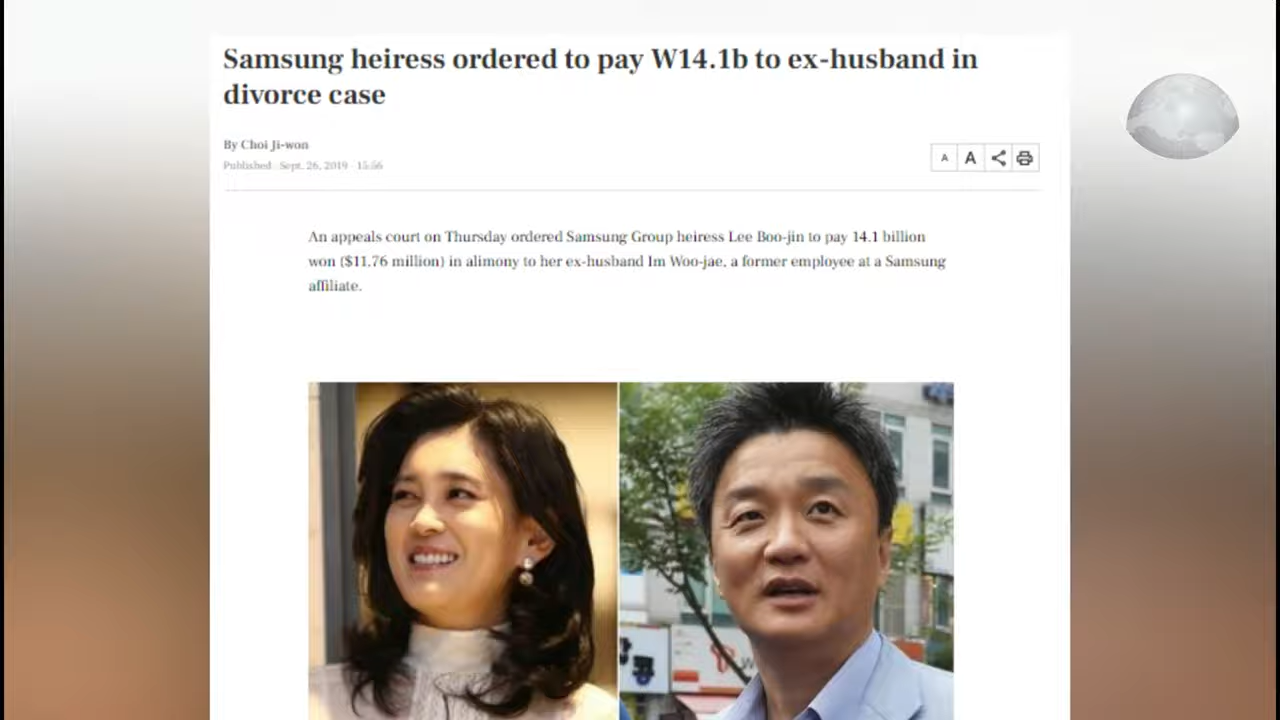 Samsung heiress ordered to pay W14.1b to ex-husband in
divorce case
By Choi Ji-won
Published : Sept. 26, 2019 - 15:56
A A
An appeals court on Thursday ordered Samsung Group heiress Lee Boo-jin to pay 14.1 billion
won ($11.76 million) in alimony to her ex-husband Im Woo-jae, a former employee at a Samsung
affiliate.